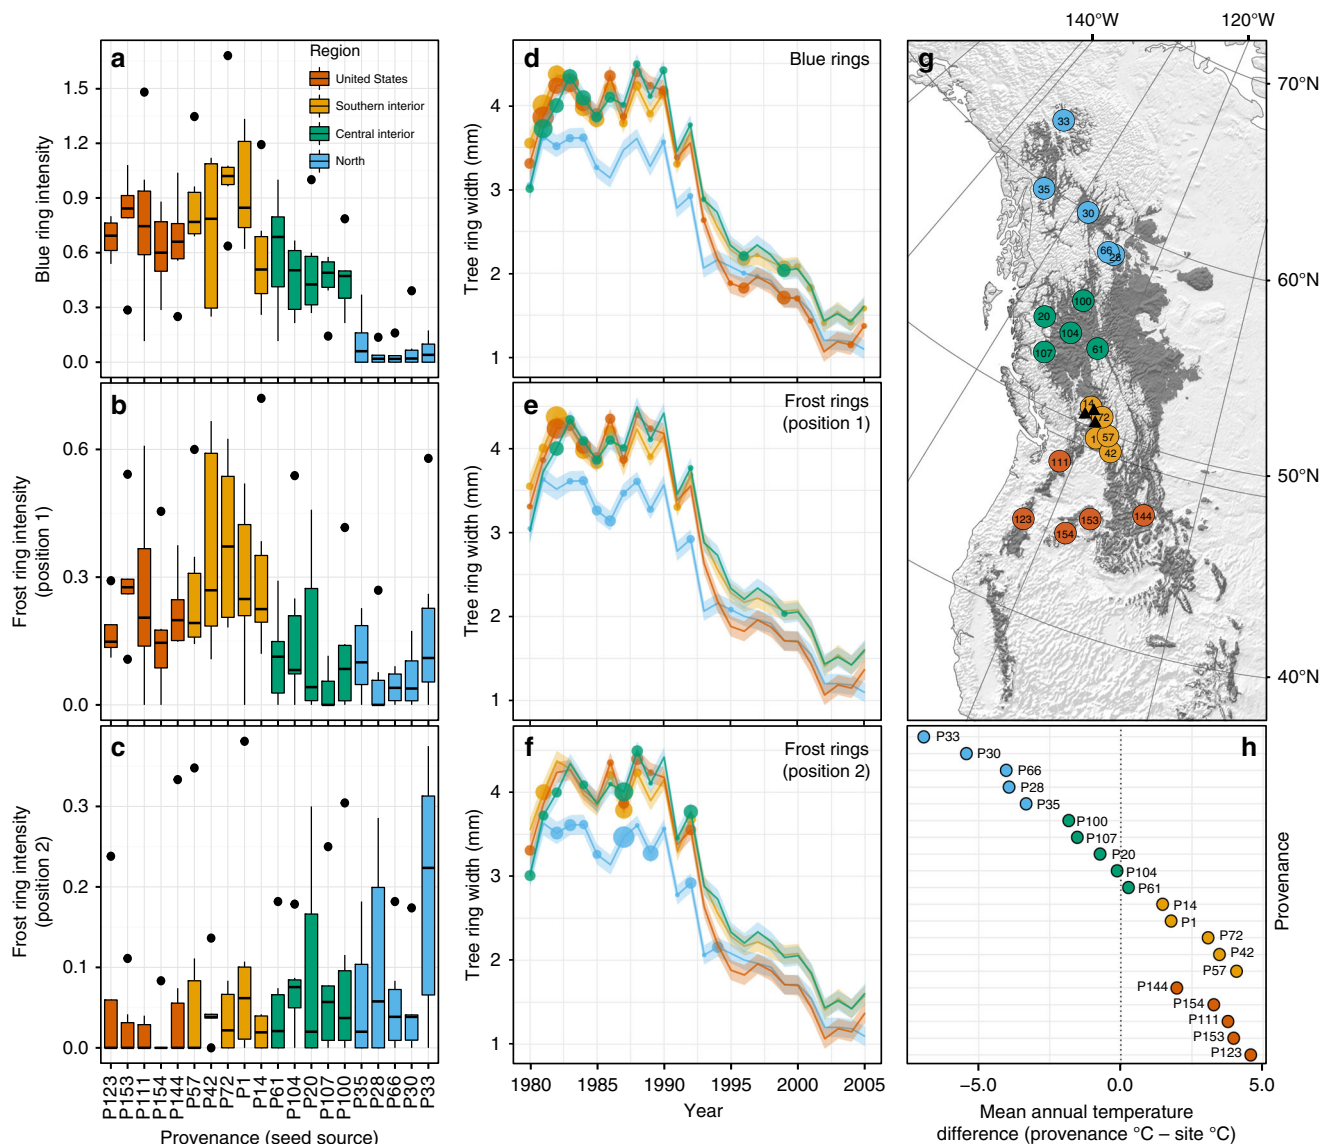 a
Region
United States
Southern interior
Central interior
North
Blue ring intensity
1.5
1.2
0.9
0.6
0.3
0.0
b
Frost ring intensity
(position 1)
0.6
0.3
0.0
c
Frost ring intensity
(position 2)
0.3
0.2
0.1
0.0
P123
P153
P111
P154
P144
P57
P42
P72
P1
P14
P61
P104
P20
P107
P100
P35
P28
P66
P30
P33
Provenance (seed source)
d
Blue rings
Tree ring width (mm)
4
3
2
1
e
Frost rings
(position 1)
Tree ring width (mm)
4
3
2
1
f
Frost rings
(position 2)
Tree ring width (mm)
4
3
2
1
1980
1985
1990
1995
2000
2005
Year
140°W
120°W
g
70°N
60°N
50°N
40°N
33
35
30
66
28
100
20
104
107
61
14
72
1
57
42
111
123
153
154
144
h
P33
P30
P66
P28
P35
P100
P107
P20
P104
P61
P14
P1
P72
P42
P57
P144
P154
P111
P153
P123
Provenance
−5.0
0.0
5.0
Mean annual temperature
difference (provenance °C – site °C)